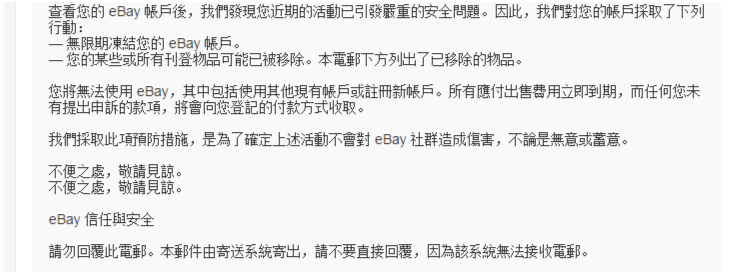 查看您的 eBay 帳戶後，我們發現您近期的活動已引發嚴重的安全問題。因此，我們對您的帳戶採取了下列
行動：
— 無限期凍結您的 eBay 帳戶。
— 您的某些或所有刊登物品可能已被移除。本電郵下方列出了已移除的物品。
您將無法使用 eBay，其中包括使用其他現有帳戶或註冊新帳戶。所有應付出售費用立即到期，而任何您未
有提出申訴的款項，將會向您登記的付款方式收取。
我們採取此項預防措施，是為了確定上述活動不會對 eBay 社群造成傷害，不論是無意或蓄意。
不便之處，敬請見諒。
不便之處，敬請見諒。
eBay 信任與安全
請勿回覆此電郵。本郵件由寄送系統寄出，請不要直接回覆，因為該系統無法接收電郵。